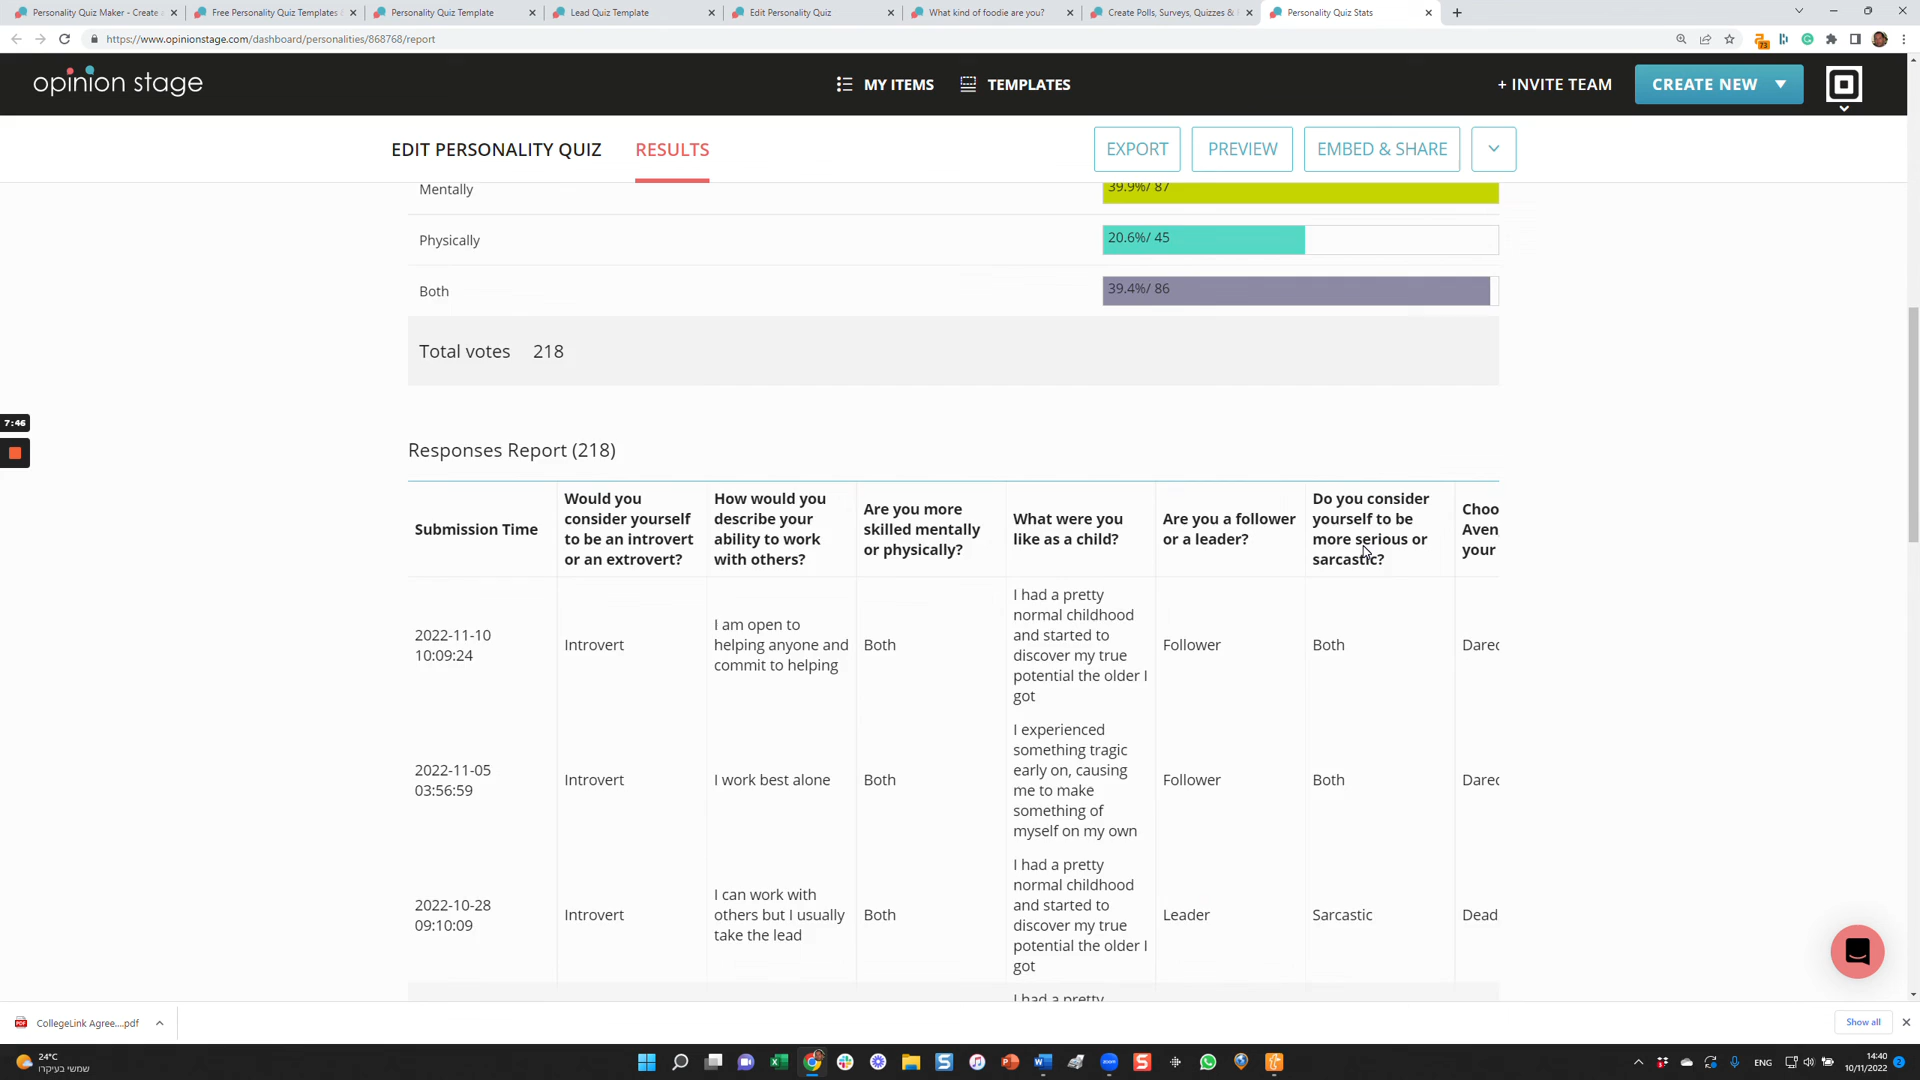 Personality Quiz Maker - Create
Free Personality Quiz Templates
Personality Quiz Template
Lead Quiz Template
Edit Personality Quiz
What kind of foodie are you?
Create Polls, Surveys, Quizzes &
Personality Quiz Stats
https://www.opinionstage.com/dashboard/personalities/868768/report
73
opinion stage
MY ITEMS
TEMPLATES
+ INVITE TEAM
CREATE NEW
EDIT PERSONALITY QUIZ
RESULTS
EXPORT
PREVIEW
EMBED & SHARE
Mentally
39.9%/ 87
Physically
20.6%/ 45
Both
39.4%/ 86
Total votes 218
7:46
Responses Report (218)
Submission Time
Would you
consider yourself
to be an introvert
or an extrovert?
How would you
describe your
ability to work
with others?
Are you more
skilled mentally
or physically?
What were you
like as a child?
Are you a follower
or a leader?
Do you consider
yourself to be
more serious or
sarcastic?
Choo
Aven
your
2022-11-10
10:09:24
Introvert
I am open to
helping anyone and
commit to helping
Both
I had a pretty
normal childhood
and started to
discover my true
potential the older I
got
Follower
Both
Dared
2022-11-05
03:56:59
Introvert
I work best alone
Both
I experienced
something tragic
early on, causing
me to make
something of
myself on my own
Follower
Both
Dared
2022-10-28
09:10:09
Introvert
I can work with
others but I usually
take the lead
Both
I had a pretty
normal childhood
and started to
discover my true
potential the older I
got
Leader
Sarcastic
Dead
I had a pretty
CollegeLink Agree....pdf
Show all
24°C
שמשי בעיקרו
ENG
14:40
10/11/2022
2